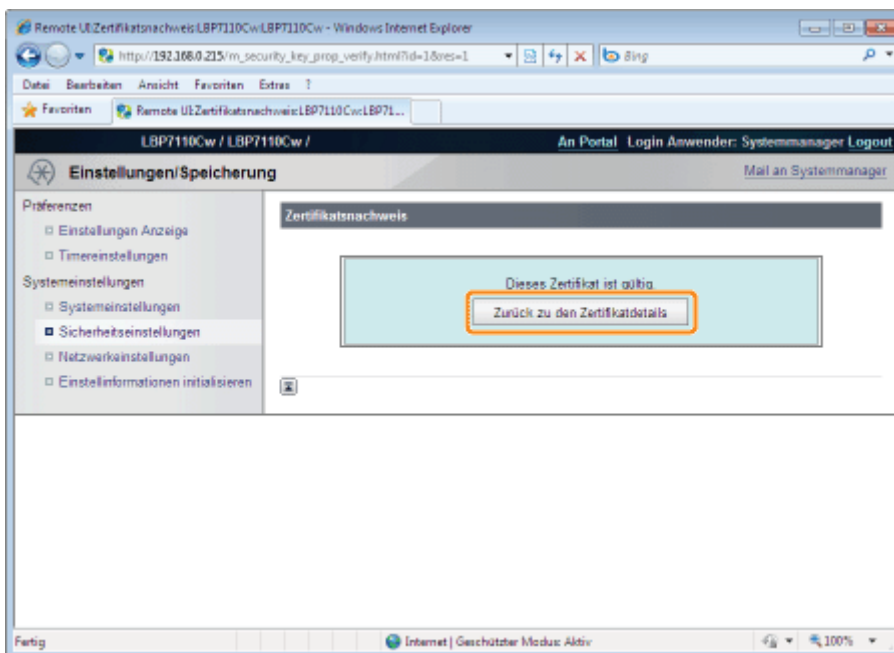 Remote UI:Zertifikatsnachweis:LBP7110Cw:LBP7110Cw - Windows Internet Explorer
http://192.168.0.215/m_security_key_prop_verify.html?id=1&res=1
Bing
Datei Bearbeiten Ansicht Favoriten Extras ?
Favoriten
Remote UI:Zertifikatsnachweis:LBP7110Cw:LBP71...
LBP7110Cw / LBP7110Cw /
An Portal Login Anwender: Systemmanager Logout
Einstellungen/Speicherung
Mail an Systemmanager
Präferenzen
Einstellungen Anzeige
Timereinstellungen
Systemeinstellungen
Systemeinstellungen
Sicherheitseinstellungen
Netzwerkeinstellungen
Einstellinformationen initialisieren
Zertifikatsnachweis
Dieses Zertifikat ist gültig.
Zurück zu den Zertifikatdetails
Fertig
Internet | Geschützter Modus: Aktiv
100%